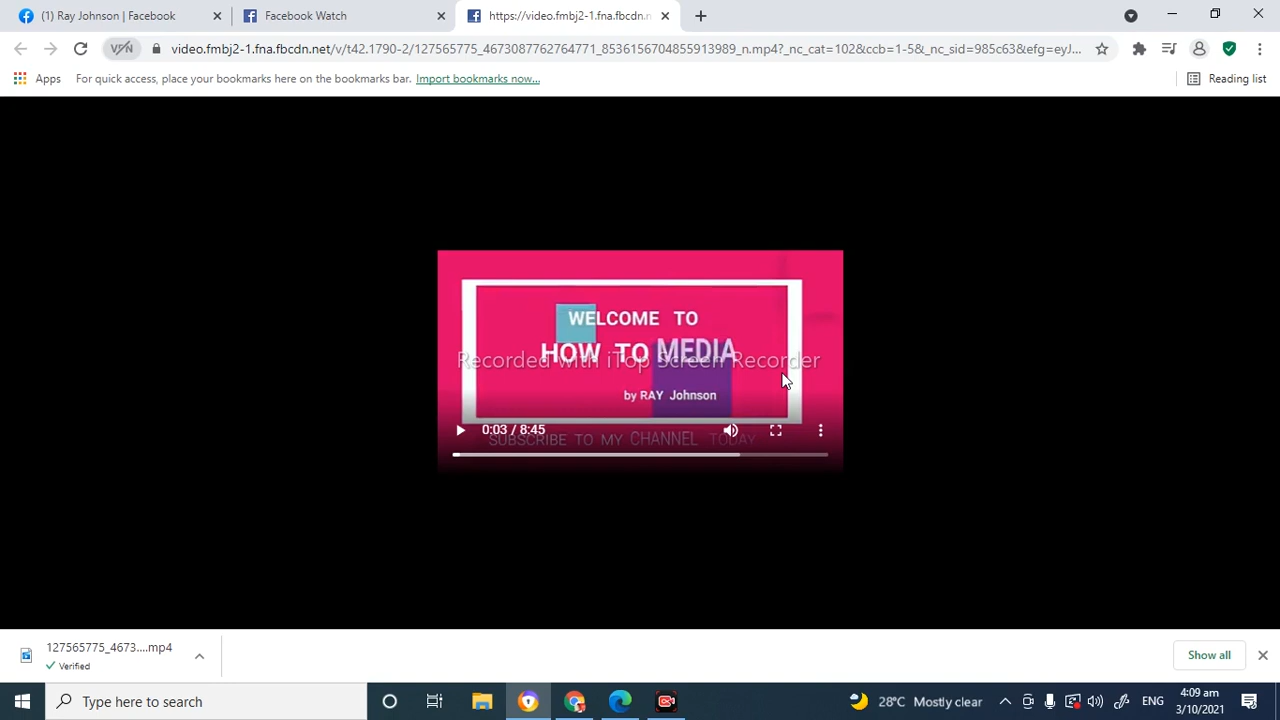 (1) Ray Johnson | Facebook
Facebook Watch
https://video.fmbj2-1.fna.fbcdn.n
VPN
video.fmbj2-1.fna.fbcdn.net/v/t42.1790-2/127565775_4673087762764771_8536156704855913989_n.mp4?_nc_cat=102&ccb=1-5&_nc_sid=985c63&efg=eyJ...
Apps For quick access, place your bookmarks here on the bookmarks bar. Import bookmarks now...
Reading list
WELCOME TO
HOW TO MEDIA
Recorded with iTop Screen Recorder
by RAY Johnson
0:03 / 8:45
SUBSCRIBE TO MY CHANNEL TODAY
127565775_4673....mp4
Verified
Show all
Type here to search
28°C Mostly clear
ENG
4:09 am
3/10/2021